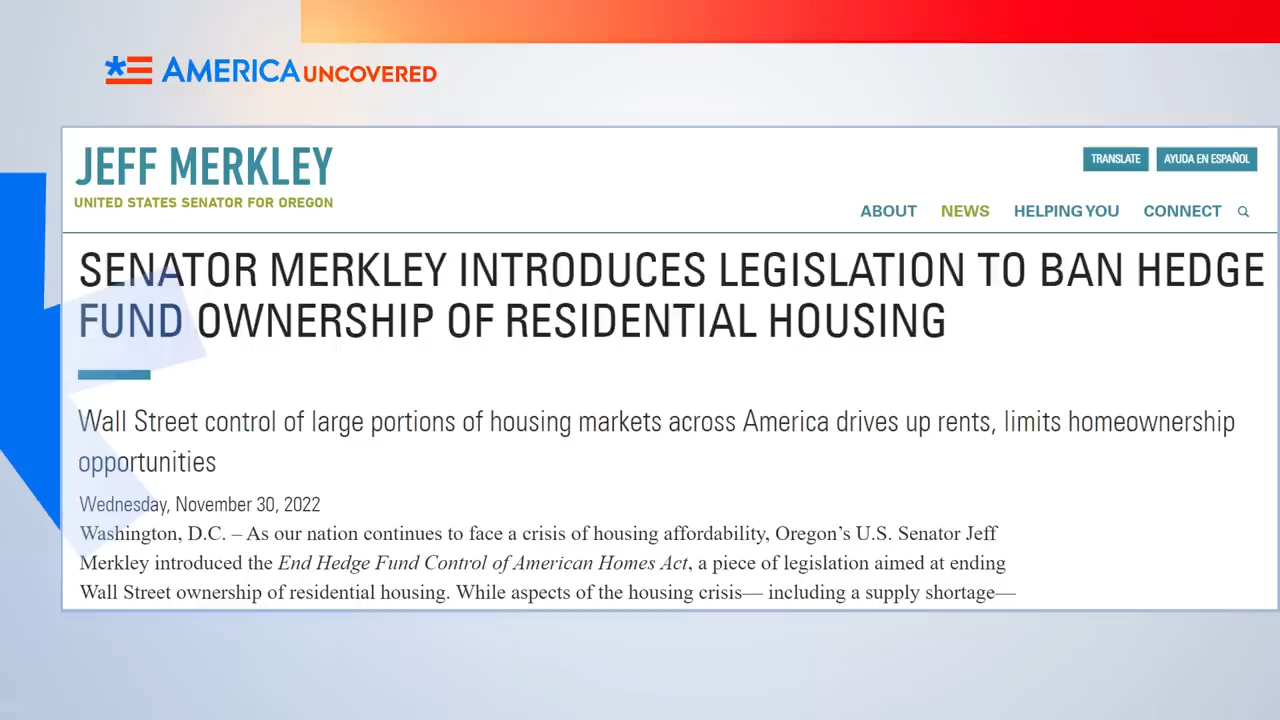 AMERICA UNCOVERED
JEFF MERKLEY
UNITED STATES SENATOR FOR OREGON
TRANSLATE
AYUDA EN ESPAÑOL
ABOUT NEWS HELPING YOU CONNECT
SENATOR MERKLEY INTRODUCES LEGISLATION TO BAN HEDGE
FUND OWNERSHIP OF RESIDENTIAL HOUSING
Wall Street control of large portions of housing markets across America drives up rents, limits homeownership
opportunities
Wednesday, November 30, 2022
Washington, D.C. – As our nation continues to face a crisis of housing affordability, Oregon’s U.S. Senator Jeff
Merkley introduced the End Hedge Fund Control of American Homes Act, a piece of legislation aimed at ending
Wall Street ownership of residential housing. While aspects of the housing crisis— including a supply shortage—